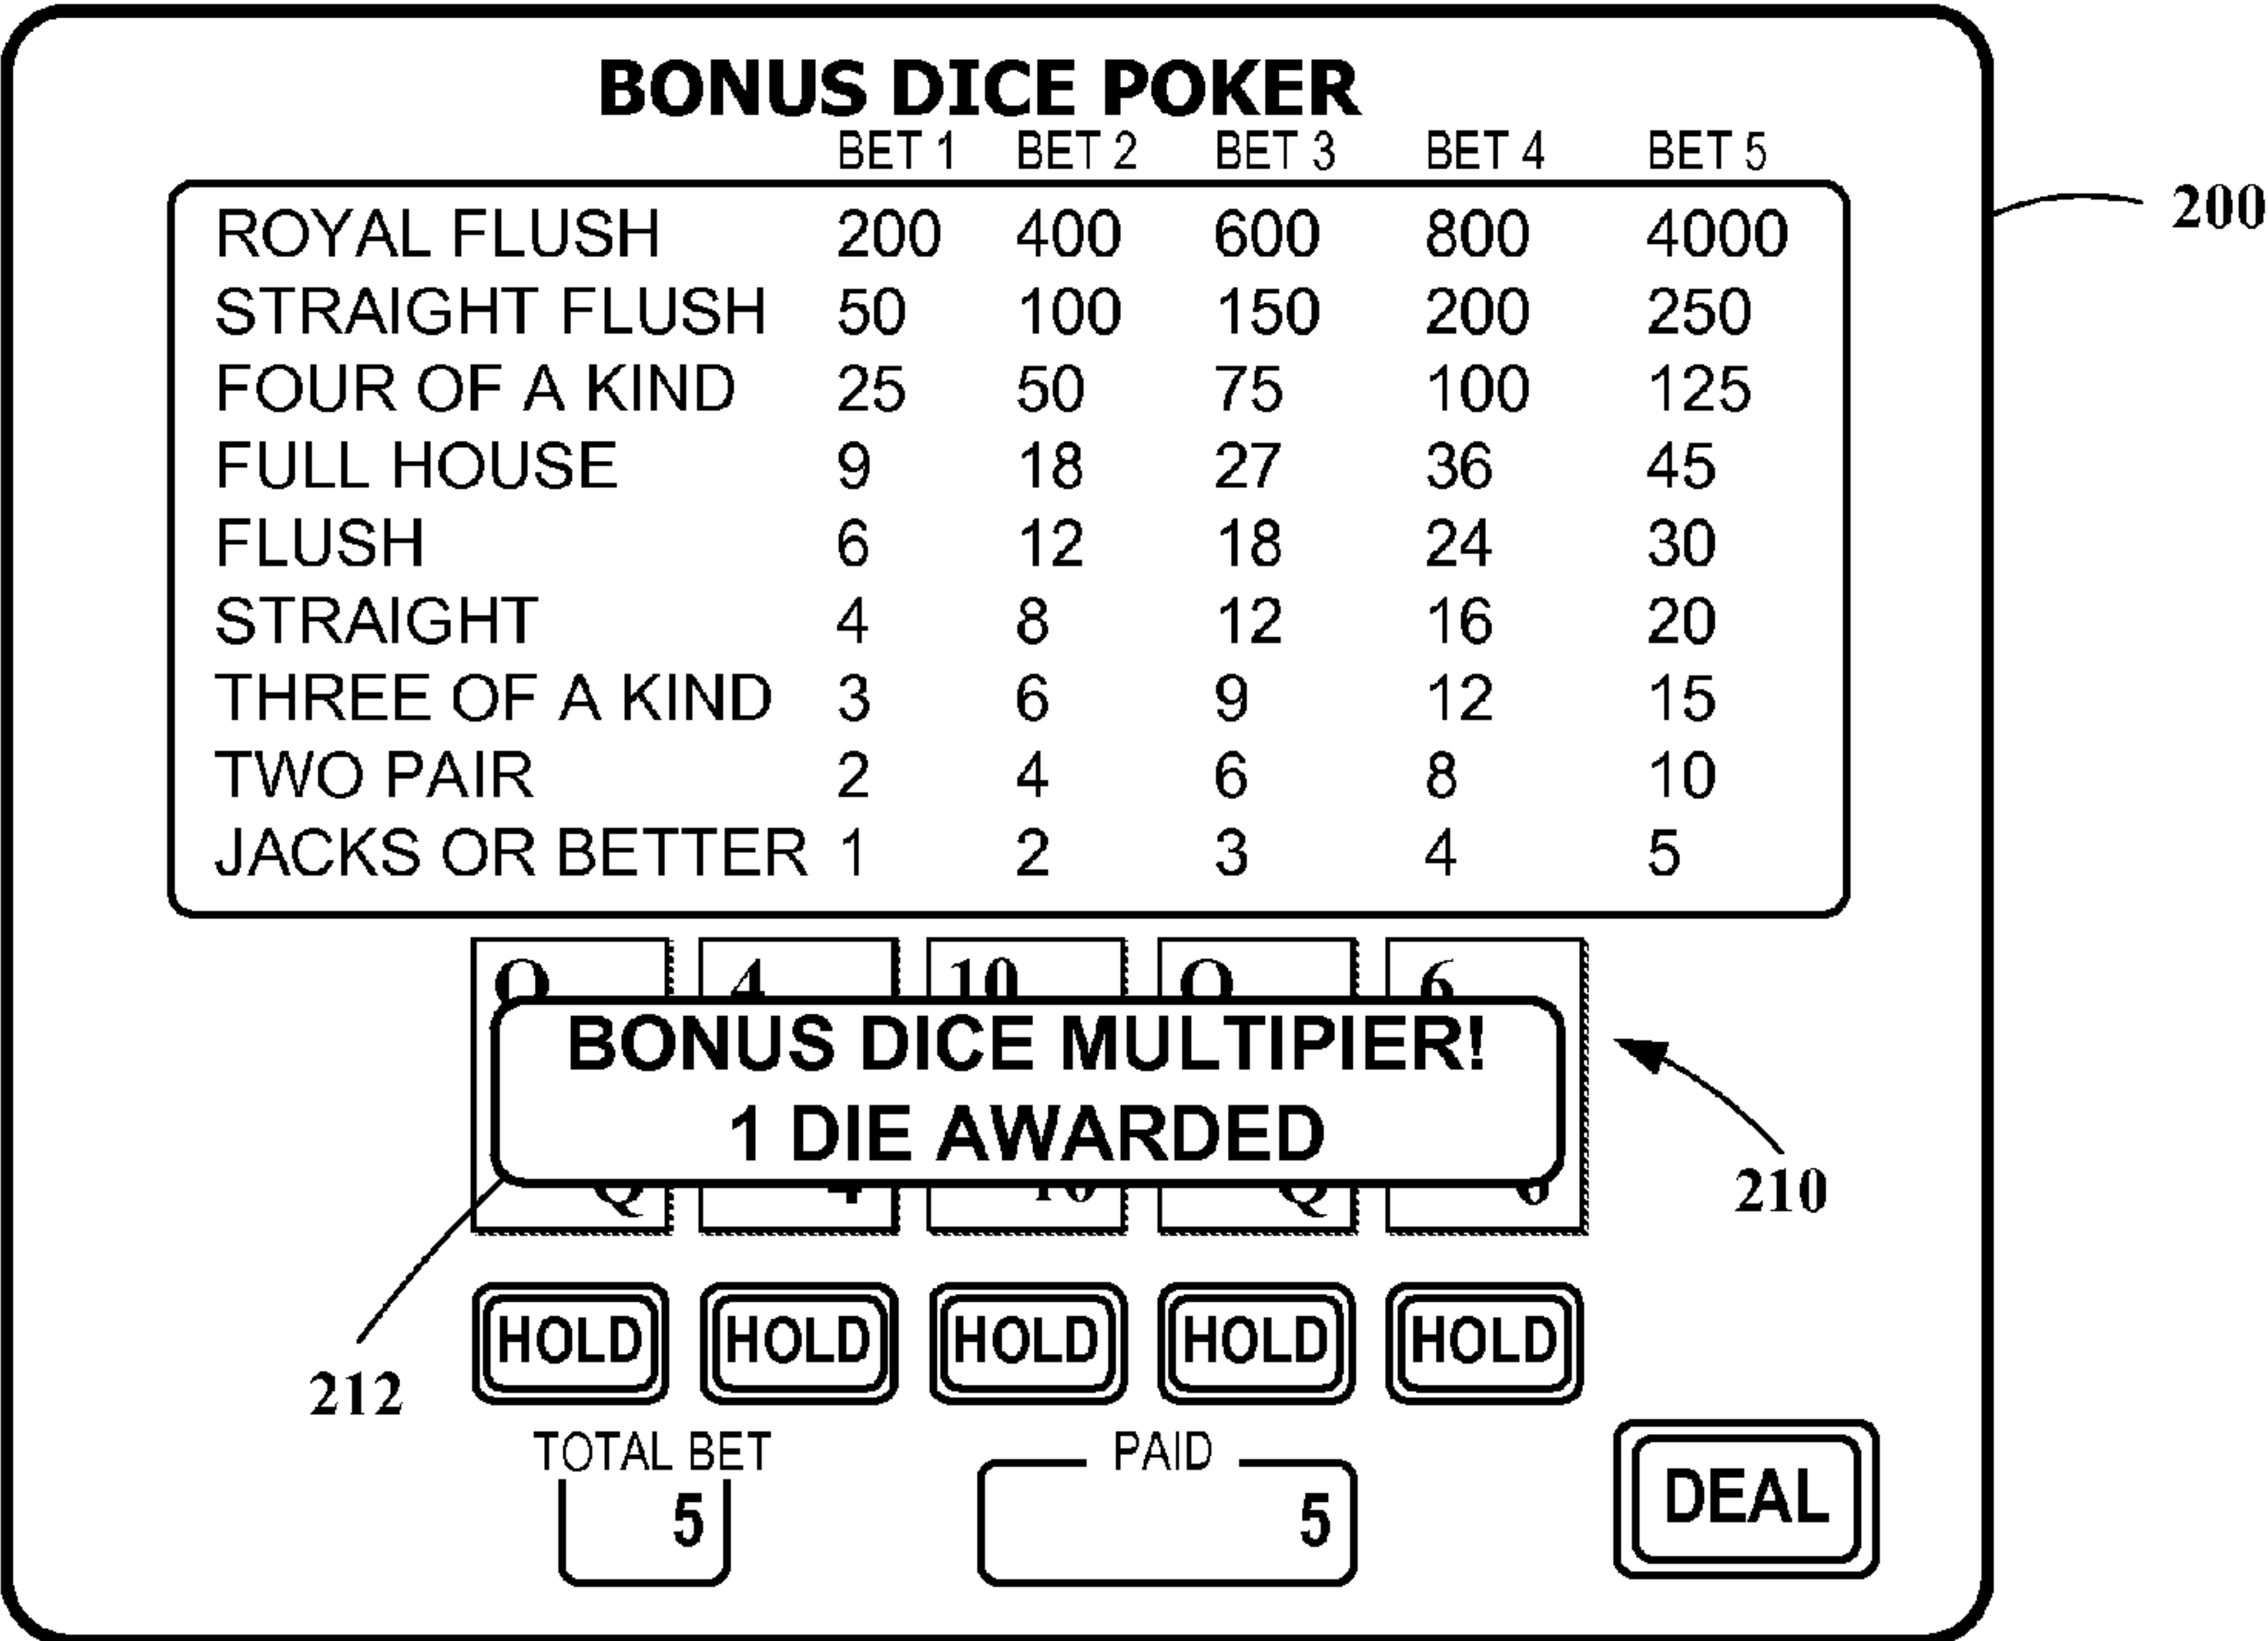 BONUS DICE POKER
BET 1 BET 2 BET 3 BET 4 BET 5
ROYAL FLUSH 200 400 600 800 4000
200
STRAIGHT FLUSH 50 100 150 200 250
FOUR OF A KIND 25 50 75 100 125
FULL HOUSE 9 18 27 36 45
FLUSH 6 12 18 24 30
STRAIGHT 4 8 12 16 20
THREE OF A KIND 3 6 9 12 15
TWO PAIR 2 4 6 8 10
JACKS OR BETTER 1 2 3 4 5
Q 4 10 Q 6
BONUS DICE MULTIPIER!
1 DIE AWARDED
Q 4 10 Q 6
210
HOLD HOLD HOLD HOLD HOLD
212
TOTAL BET PAID
5 5 DEAL